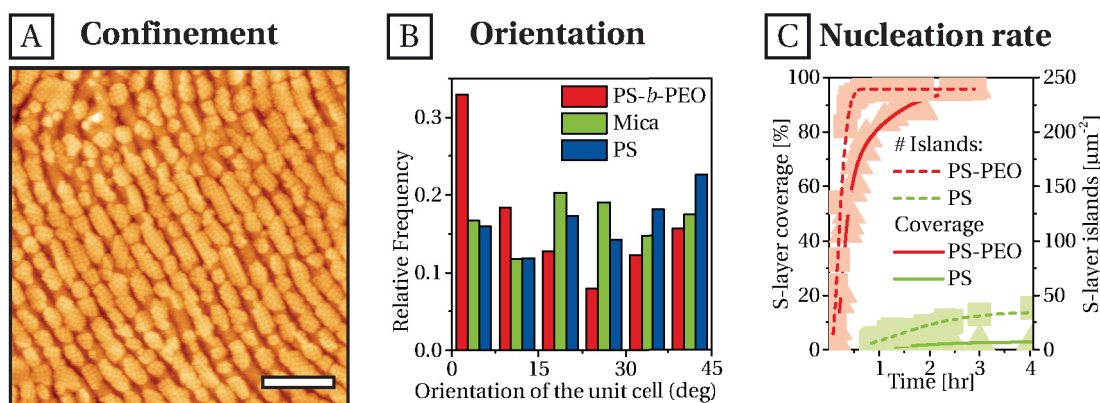 A Confinement
B Orientation
Relative Frequency
0.3
0.2
0.1
0.0
PS-b-PEO
Mica
PS
0
15
30
45
Orientation of the unit cell (deg)
C Nucleation rate
S-layer coverage [%]
100
80
60
40
20
0
# Islands:
PS-PEO
PS
Coverage
PS-PEO
PS
250
200
150
100
50
0
S-layer islands [µm⁻²]
1
2
3
4
Time [hr]